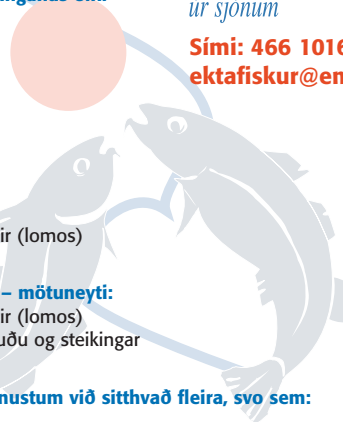 úr sjónum
Sími: 466 1016
ektafiskur@em
ir (lomos)
– mötuneyti:
ir (lomos)
uðu og steikingar
nustum við sitthvað fleira, svo sem: